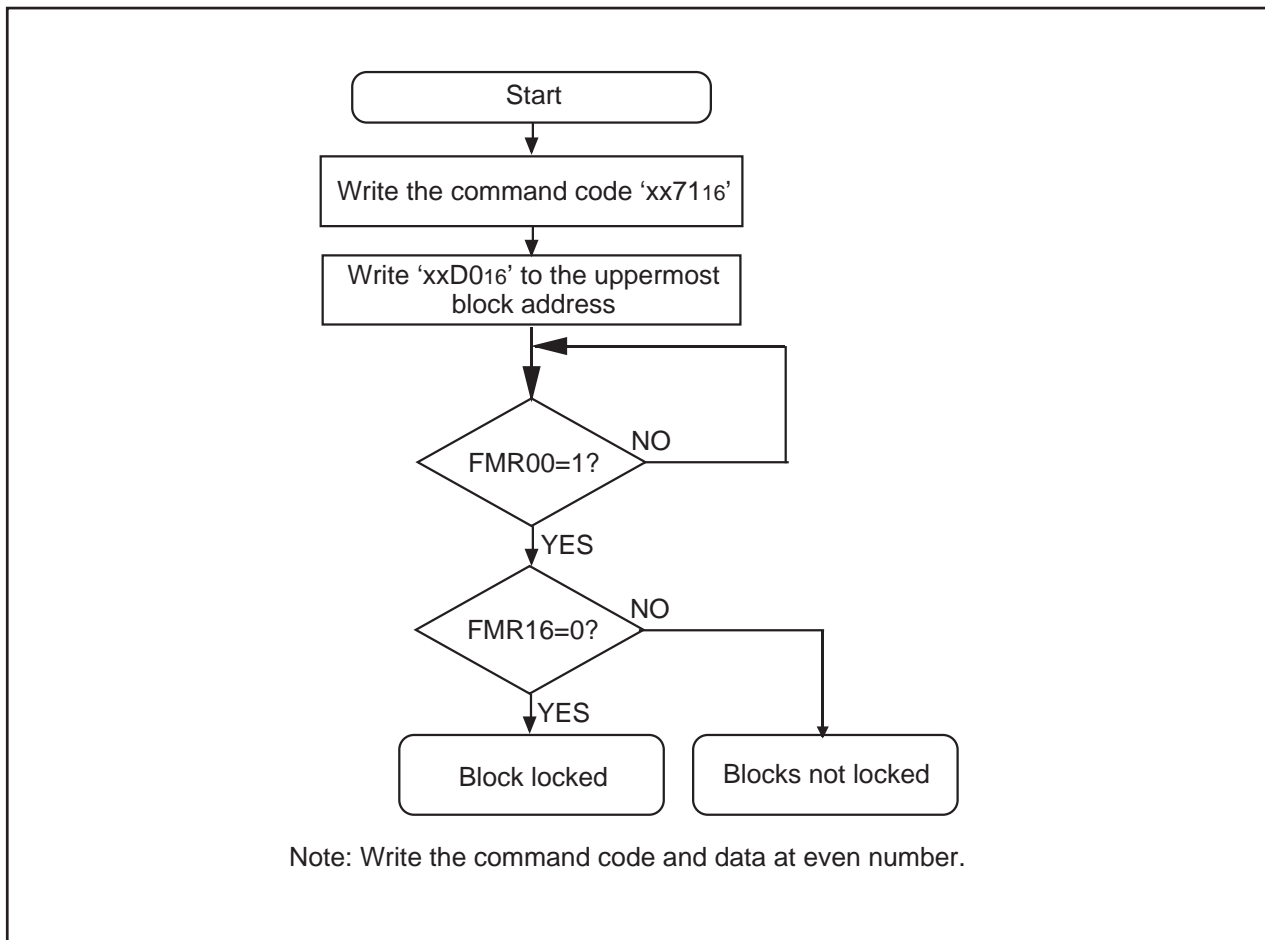 Start
Write the command code ‘xx7116’
Write ‘xxD016’ to the uppermost
block address
NO
FMR00=1?
YES
NO
FMR16=0?
YES
Block locked
Blocks not locked
Note: Write the command code and data at even number.